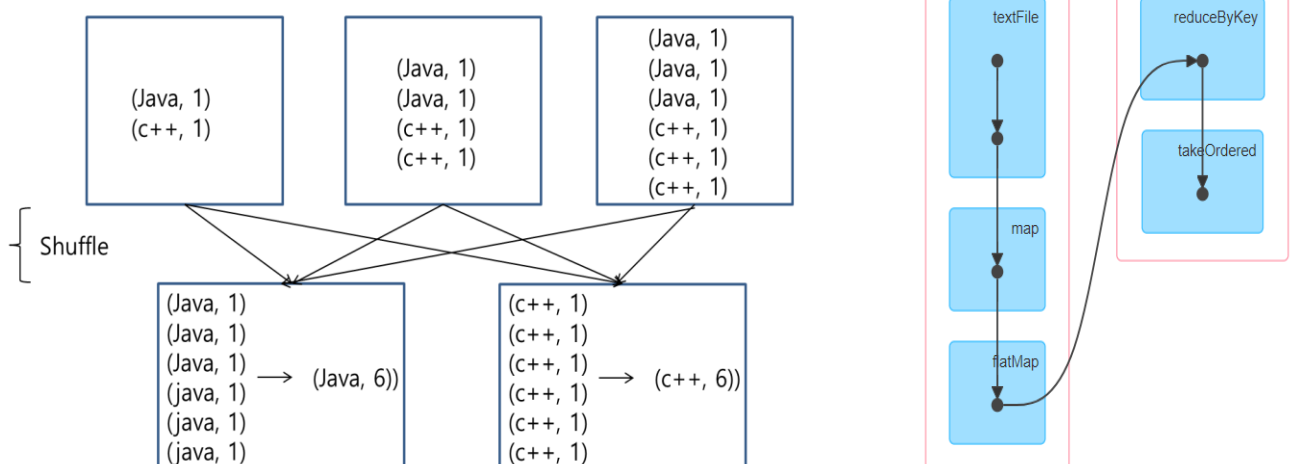 (Java, 1)
(c++, 1)
(Java, 1)
(Java, 1)
(c++, 1)
(c++, 1)
(Java, 1)
(Java, 1)
(Java, 1)
(c++, 1)
(c++, 1)
(c++, 1)
Shuffle
(Java, 1)
(Java, 1)
(Java, 1)
(java, 1)
(java, 1)
(java, 1)
(Java, 6))
(c++, 1)
(c++, 1)
(c++, 1)
(c++, 1)
(c++, 1)
(c++, 1)
(c++, 6))
textFile
map
flatMap
reduceByKey
takeOrdered